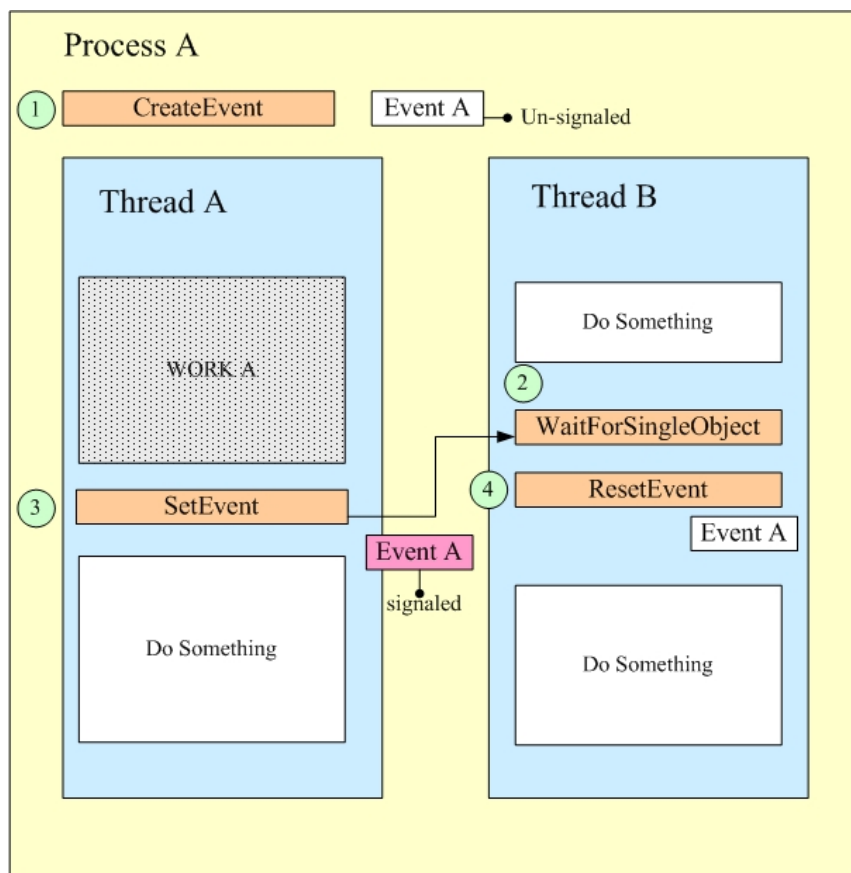 Process A
1
CreateEvent
Event A
Un-signaled
Thread A
Thread B
WORK A
Do Something
2
WaitForSingleObject
3
SetEvent
4
ResetEvent
Event A
signaled
Event A
Do Something
Do Something